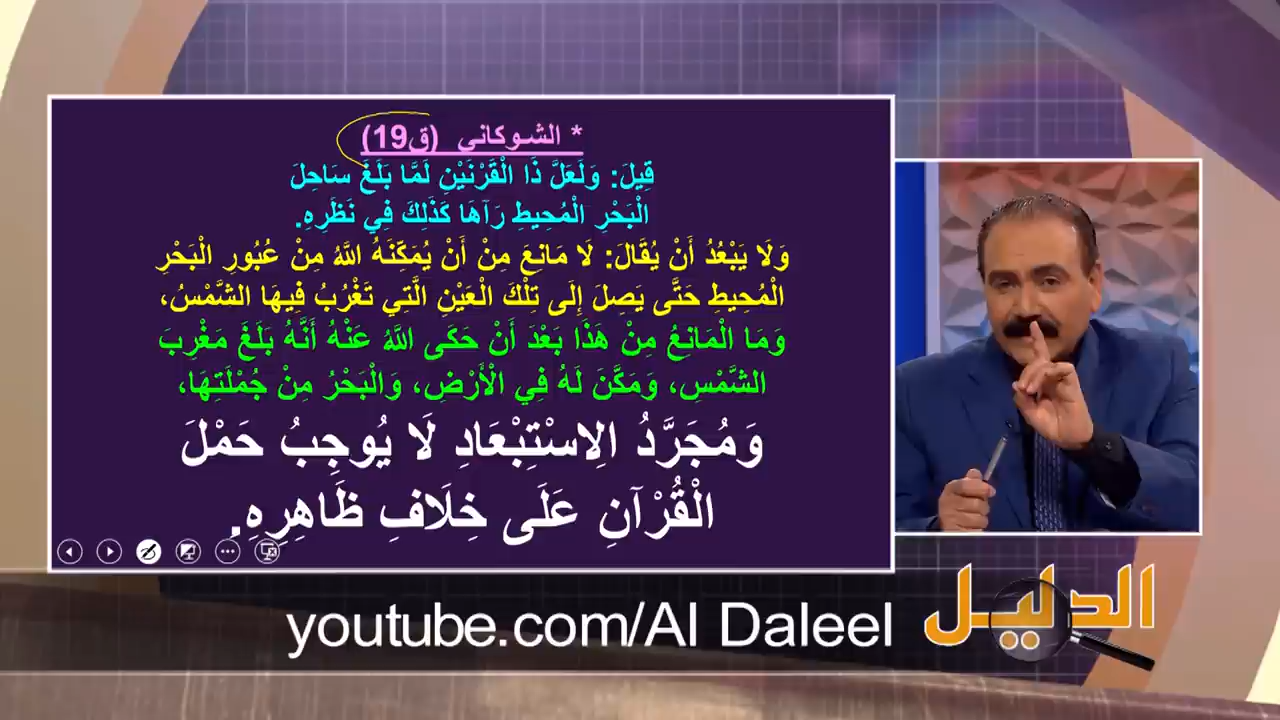 * الشوكاني (ق19)
قِيلَ: وَلَعَلَّ ذَا الْقَرْنَيْنِ لَمَّا بَلَغَ سَاحِلَ
الْبَحْرِ الْمُحِيطِ رَآهَا كَذَلِكَ فِي نَظَرِهِ.
وَلَا يَبْعُدُ أَنْ يُقَالَ: لَا مَانِعَ مِنْ أَنْ يُمَكِّنَهُ اللَّهُ مِنْ عُبُورِ الْبَحْرِ
الْمُحِيطِ حَتَّى يَصِلَ إِلَى تِلْكَ الْعَيْنِ الَّتِي تَغْرُبُ فِيهَا الشَّمْسُ،
وَمَا الْمَانِعُ مِنْ هَذَا بَعْدَ أَنْ حَكَى اللَّهُ عَنْهُ أَنَّهُ بَلَغَ مَغْرِبَ
الشَّمْسِ، وَمَكَّنَ لَهُ فِي الْأَرْضِ، وَالْبَحْرُ مِنْ جُمْلَتِهَا،
وَمُجَرَّدُ الِاسْتِبْعَادِ لَا يُوجِبُ حَمْلَ
الْقُرْآنِ عَلَى خِلَافِ ظَاهِرِهِ.
youtube.com/Al Daleel
الدليل